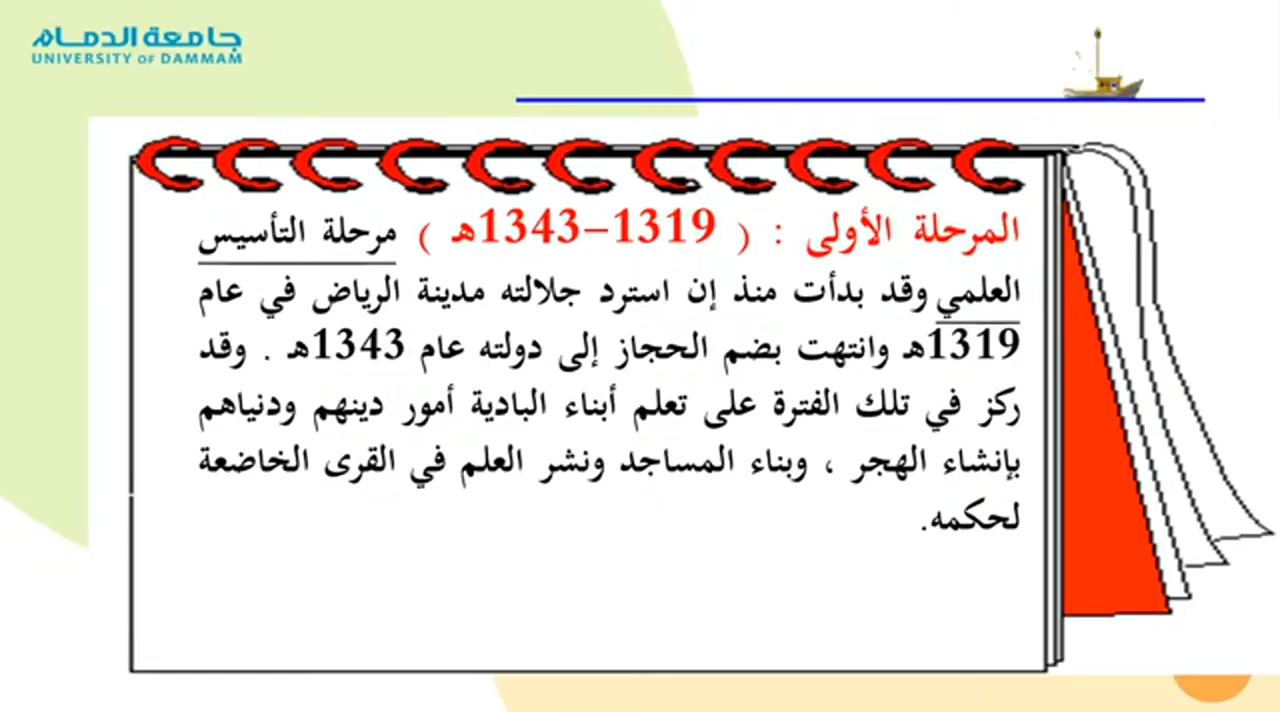 جامعة الدمام
UNIVERSITY OF DAMMAM
المرحلة الأولى : ( 1319–1343هـ ) مرحلة التأسيس
العلمي وقد بدأت منذ إن استرد جلالته مدينة الرياض في عام
1319هـ وانتهت بضم الحجاز إلى دولته عام 1343هـ . وقد
ركز في تلك الفترة على تعلم أبناء البادية أمور دينهم ودنياهم
بإنشاء الهجر ، وبناء المساجد ونشر العلم في القرى الخاضعة
لحكمه.